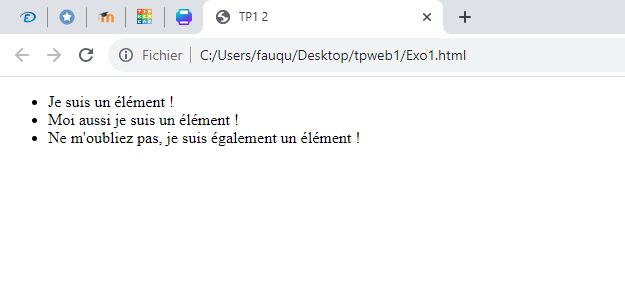 TP1 2
Fichier C:/Users/fauqu/Desktop/tpweb1/Exo1.html
Je suis un élément !
Moi aussi je suis un élément !
Ne m'oubliez pas, je suis également un élément !